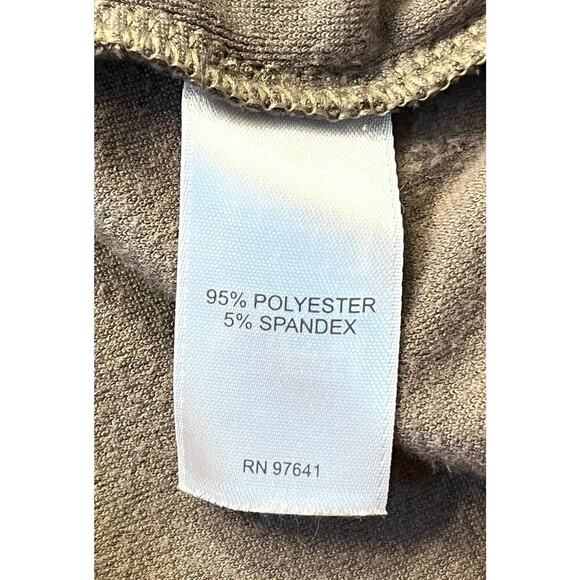 95% POLYESTER
5% SPANDEX
RN 97641